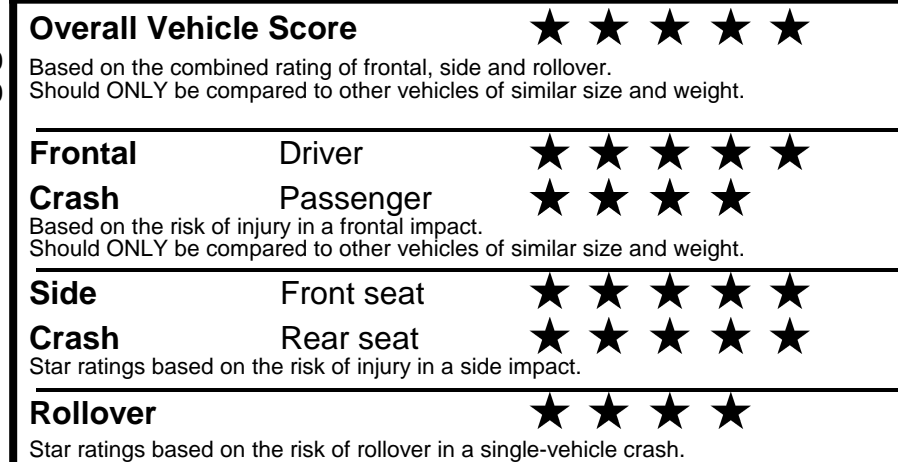 Overall Vehicle Score ★ ★ ★ ★ ★
Based on the combined rating of frontal, side and rollover.
Should ONLY be compared to other vehicles of similar size and weight.
Frontal Driver ★ ★ ★ ★ ★
Crash Passenger ★ ★ ★ ★
Based on the risk of injury in a frontal impact.
Should ONLY be compared to other vehicles of similar size and weight.
Side Front seat ★ ★ ★ ★ ★
Crash Rear seat ★ ★ ★ ★ ★
Star ratings based on the risk of injury in a side impact.
Rollover ★ ★ ★ ★
Star ratings based on the risk of rollover in a single-vehicle crash.